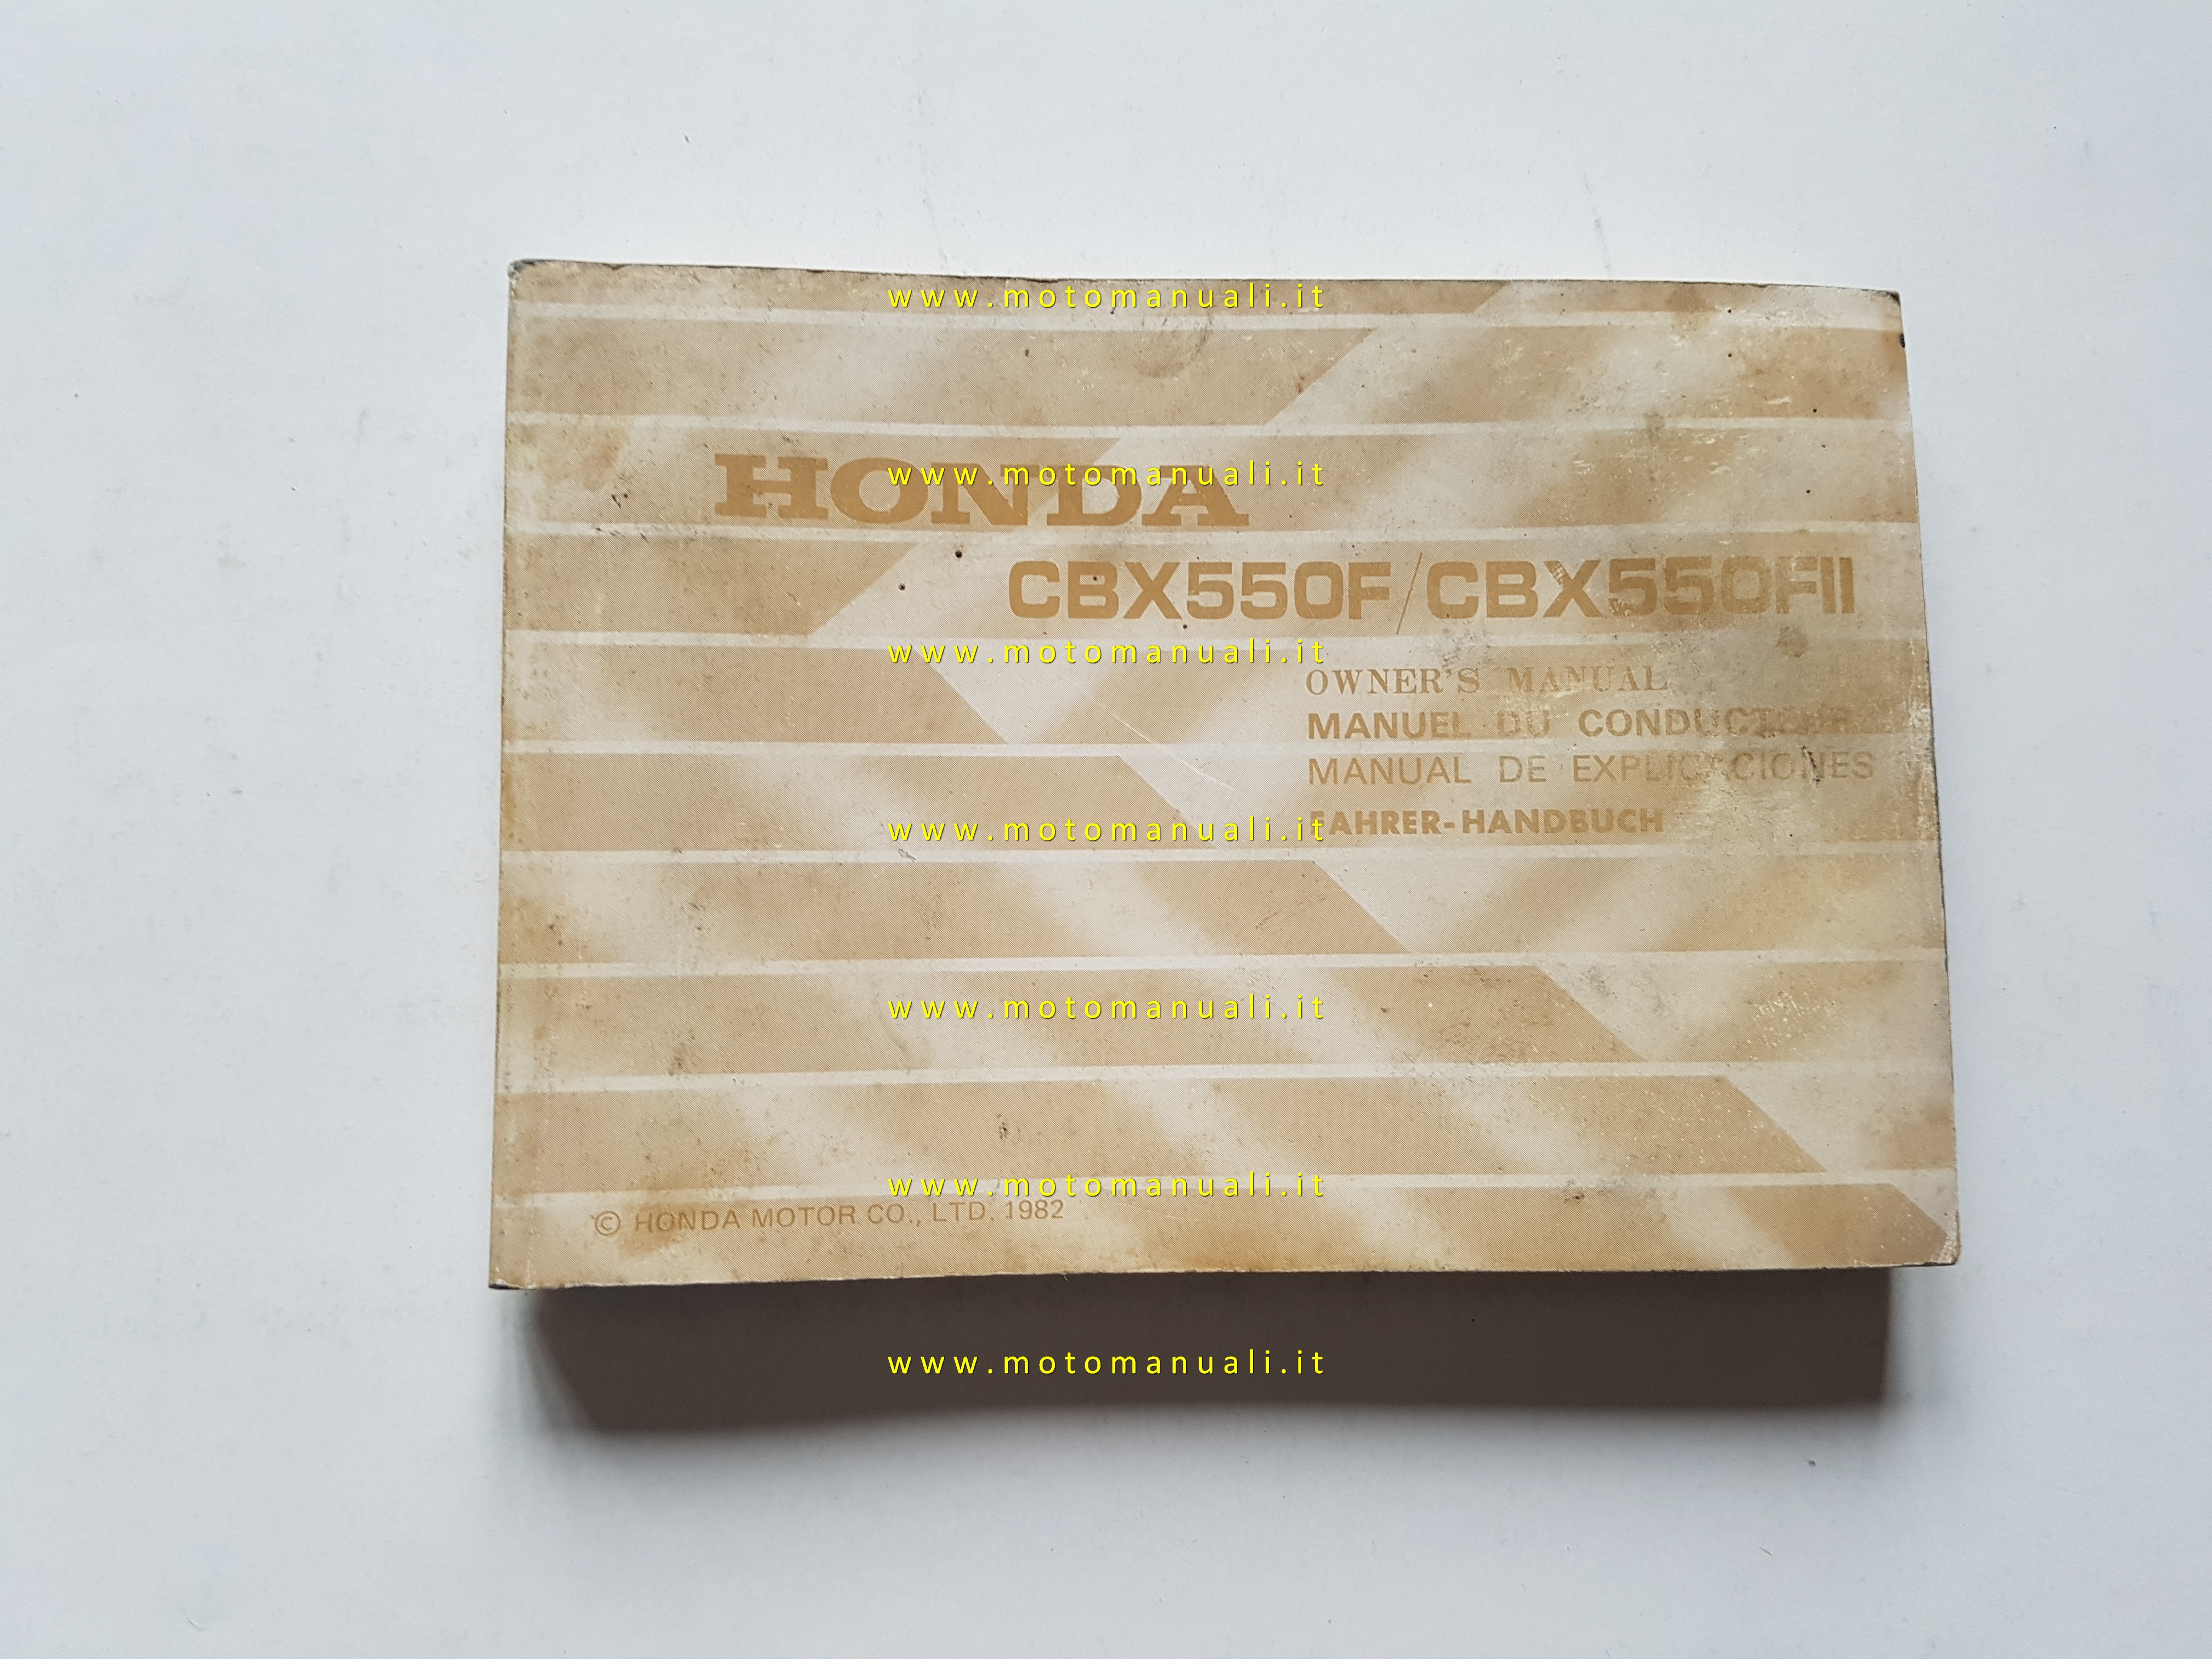 www.motomanuali.it
HONDA
www.motomanuali.it
CBX550F/CBX550FII
www.motomanuali.it
OWNER'S MANUAL
MANUEL DU CONDUCTEUR
MANUAL DE EXPLICACIONES
FAHRER-HANDBUCH
www.motomanuali.it
www.motomanuali.it
www.motomanuali.it
© HONDA MOTOR CO., LTD. 1982
www.motomanuali.it